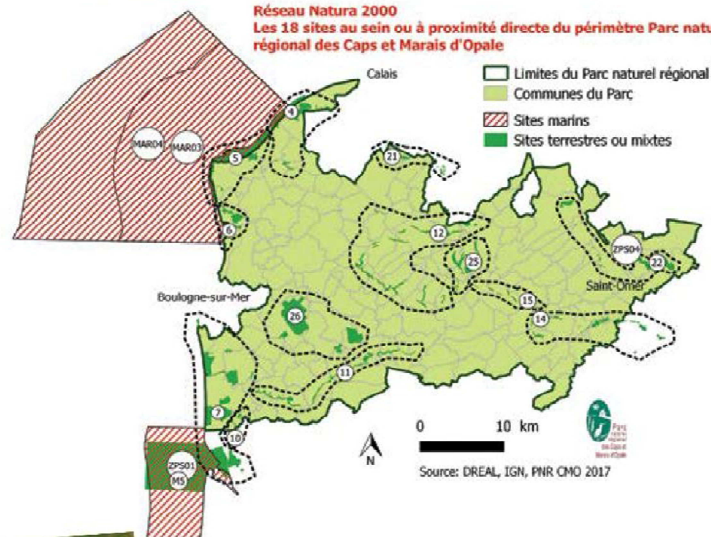 Réseau Natura 2000
Les 18 sites au sein ou à proximité directe du périmètre Parc natu
régional des Caps et Marais d'Opale
Calais
Limites du Parc naturel régional
Communes du Parc
Sites marins
Sites terrestres ou mixtes
4
MAR04
MAR03
5
21
6
12
ZPS04
25
22
Saint-Omer
Boulogne-sur-Mer
15
26
14
11
7
10
0 10 km
N
ZPS01
M5
Source: DREAL, IGN, PNR CMO 2017
Parc